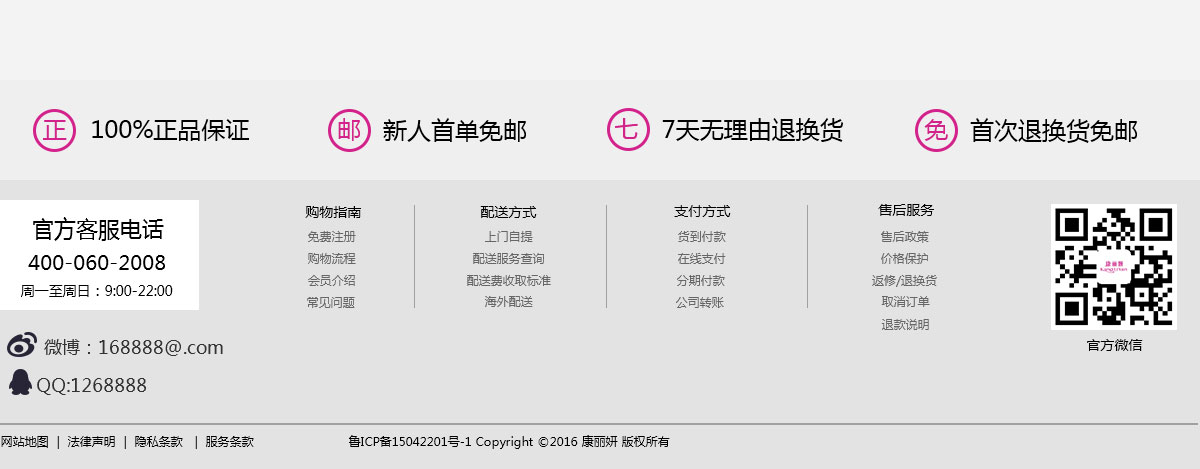 正 100%正品保证
邮 新人首单免邮
七 7天无理由退换货
免 首次退换货免邮
官方客服电话
400-060-2008
周一至周日：9:00-22:00
微博：168888@.com
QQ:1268888
购物指南
免费注册
购物流程
会员介绍
常见问题
配送方式
上门自提
配送服务查询
配送费收取标准
海外配送
支付方式
货到付款
在线支付
分期付款
公司转账
售后服务
售后政策
价格保护
返修/退换货
取消订单
退款说明
官方微信
网站地图 | 法律声明 | 隐私条款 | 服务条款
鲁ICP备15042201号-1 Copyright ©2016 康丽妍 版权所有